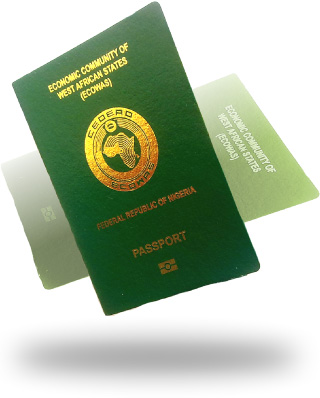 ECONOMIC COMMUNITY OF
WEST AFRICAN STATES
(ECOWAS)
CEDEAO
ECOWAS
FEDERAL REPUBLIC OF NIGERIA
PASSPORT
ECONOMIC COMMUNITY OF
WEST AFRICAN STATES
(ECOWAS)